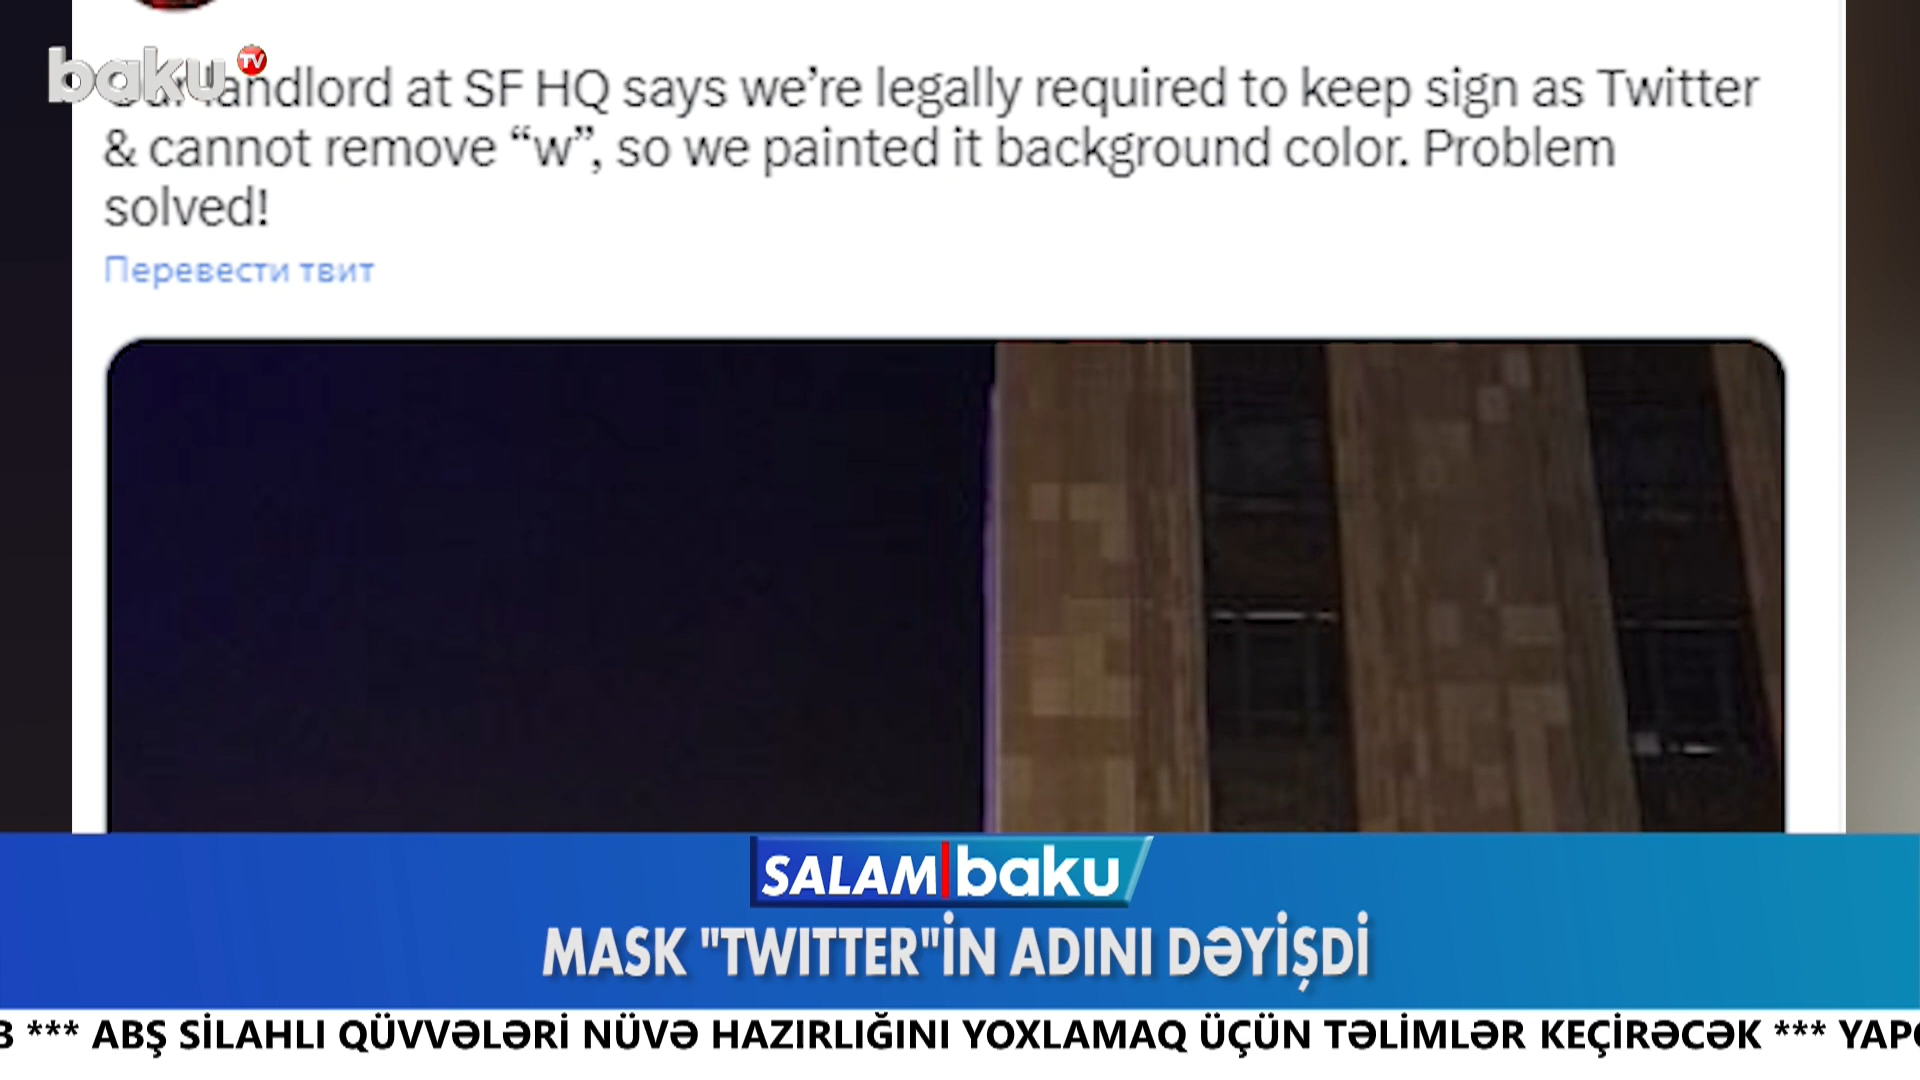 baku TV
landlord at SF HQ says we’re legally required to keep sign as Twitter
& cannot remove “w”, so we painted it background color. Problem
solved!
Перевести твит
SALAM baku
MASK "TWITTER"İN ADINI DƏYİŞDİ
*** ABŞ SİLAHLI QÜVVƏLƏRİ NÜVƏ HAZIRLIĞINI YOXLAMAQ ÜÇÜN TƏLİMLƏR KEÇİRƏCƏK ***